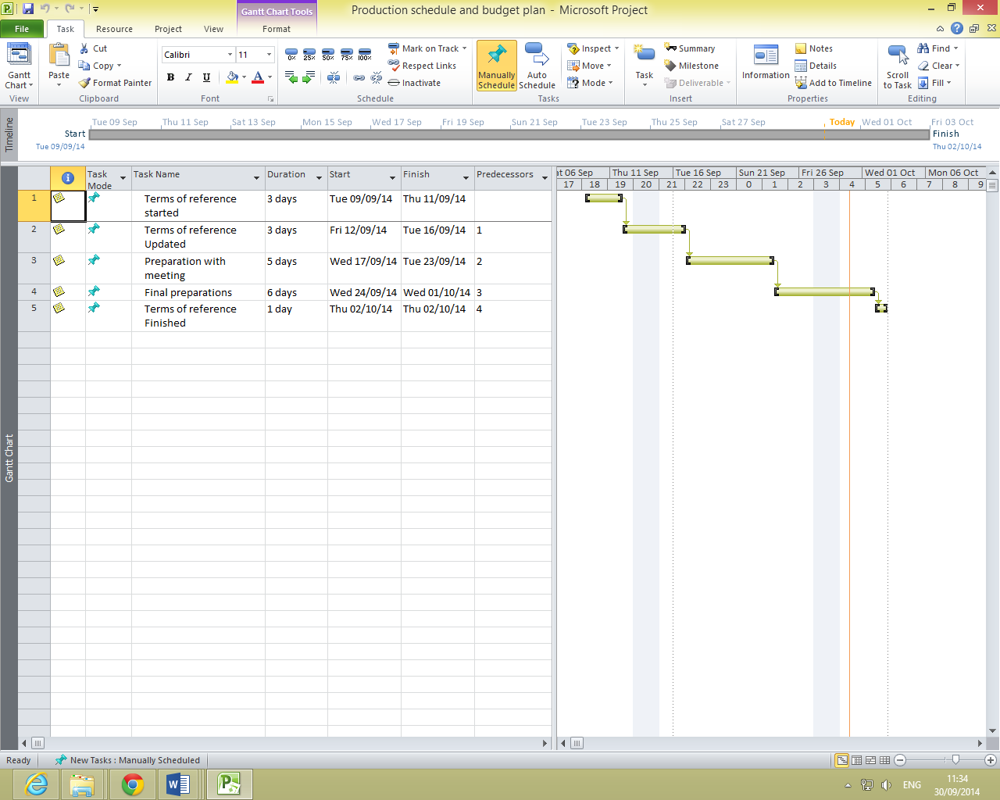 Gantt Chart Tools
Production schedule and budget plan - Microsoft Project
File Task Resource Project View Format
Gantt Chart
View
Paste
Cut
Copy
Format Painter
Clipboard
Calibri 11
B I U A
Font
0% 25% 50% 75% 100%
Mark on Track
Respect Links
Inactivate
Schedule
Manually Schedule
Auto Schedule
Inspect
Move
Mode
Tasks
Task
Summary
Milestone
Deliverable
Insert
Information
Notes
Details
Add to Timeline
Properties
Scroll to Task
Find
Clear
Fill
Editing
Timeline
Tue 09 Sep Thu 11 Sep Sat 13 Sep Mon 15 Sep Wed 17 Sep Fri 19 Sep Sun 21 Sep Tue 23 Sep Thu 25 Sep Sat 27 Sep Today Wed 01 Oct Fri 03 Oct
Start
Tue 09/09/14
Finish
Thu 02/10/14
Task Mode Task Name Duration Start Finish Predecessors
at 06 Sep Thu 11 Sep Tue 16 Sep Sun 21 Sep Fri 26 Sep Wed 01 Oct Mon 06 Oct
17 18 19 20 21 22 23 0 1 2 3 4 5 6 7 8 9
1 Terms of reference started 3 days Tue 09/09/14 Thu 11/09/14
2 Terms of reference Updated 3 days Fri 12/09/14 Tue 16/09/14 1
3 Preparation with meeting 5 days Wed 17/09/14 Tue 23/09/14 2
4 Final preparations 6 days Wed 24/09/14 Wed 01/10/14 3
5 Terms of reference Finished 1 day Thu 02/10/14 Thu 02/10/14 4
Gantt Chart
Ready New Tasks : Manually Scheduled
ENG
11:34
30/09/2014